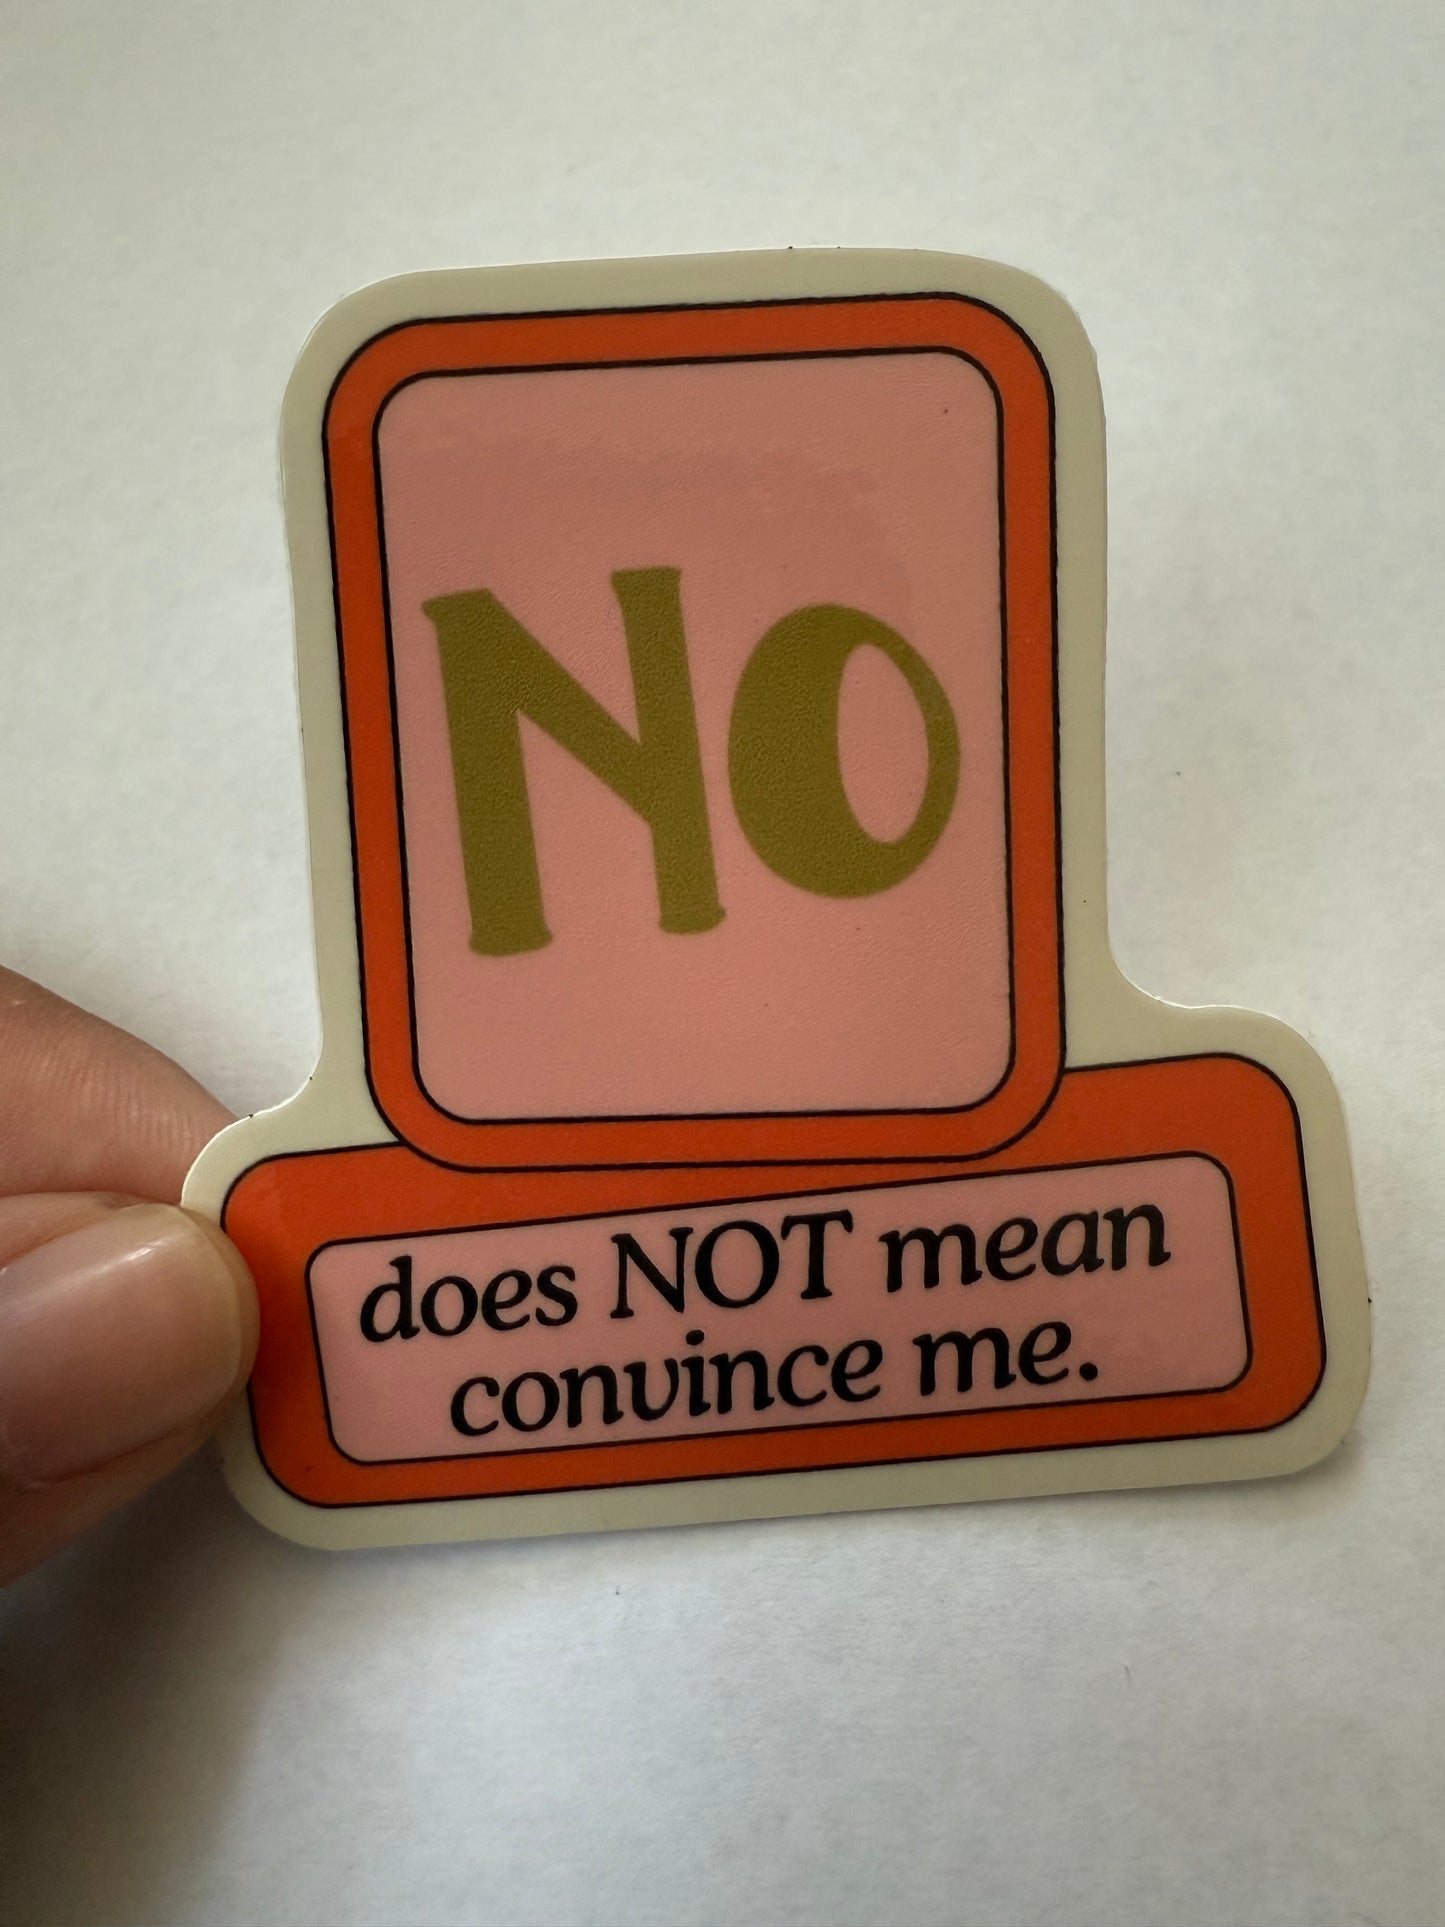 No
does NOT mean
convince me.